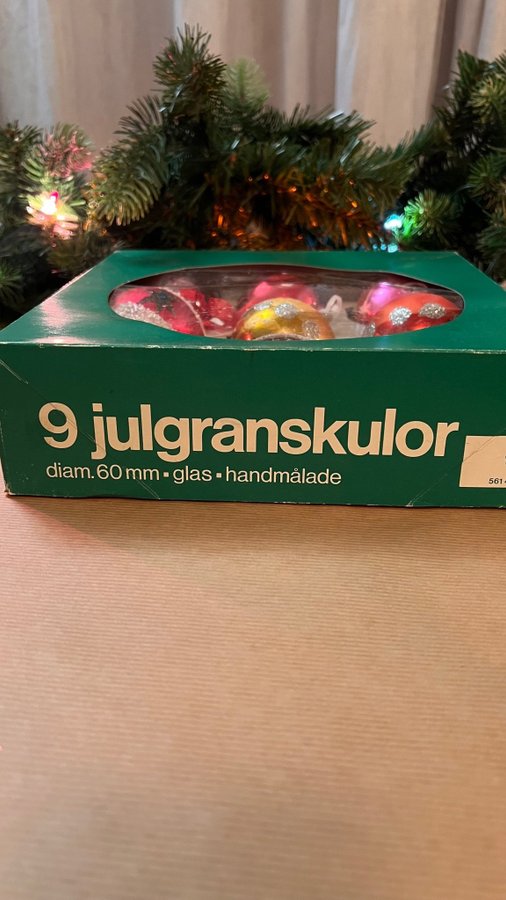 9 julgranskulor
diam. 60 mm ▪ glas ▪ handmålade